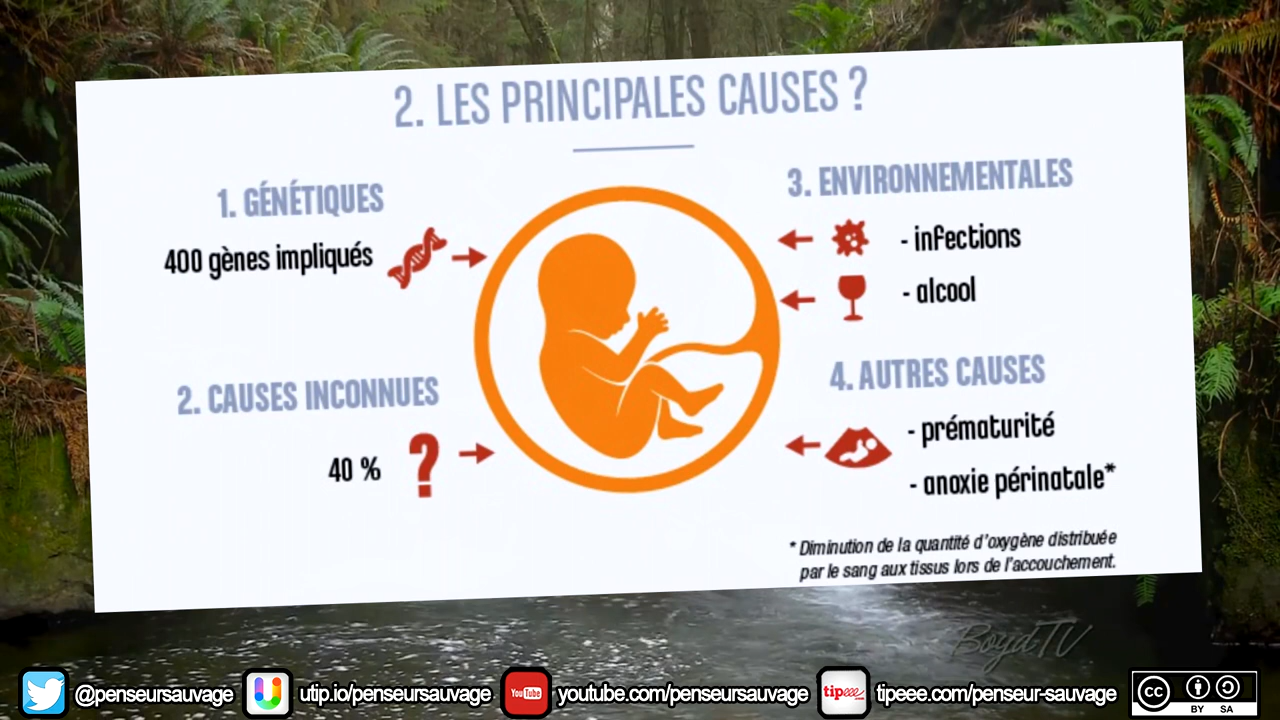 2. LES PRINCIPALES CAUSES ?
1. GÉNÉTIQUES
400 gènes impliqués
2. CAUSES INCONNUES
40 %
?
3. ENVIRONNEMENTALES
- infections
- alcool
4. AUTRES CAUSES
- prématurité
- anoxie périnatale*
* Diminution de la quantité d'oxygène distribuée
par le sang aux tissus lors de l'accouchement.
BoydTV
@penseursauvage
utip.io/penseursauvage
YouTube
youtube.com/penseursauvage
tipeee
tipeee.com/penseur-sauvage
cc
BY SA